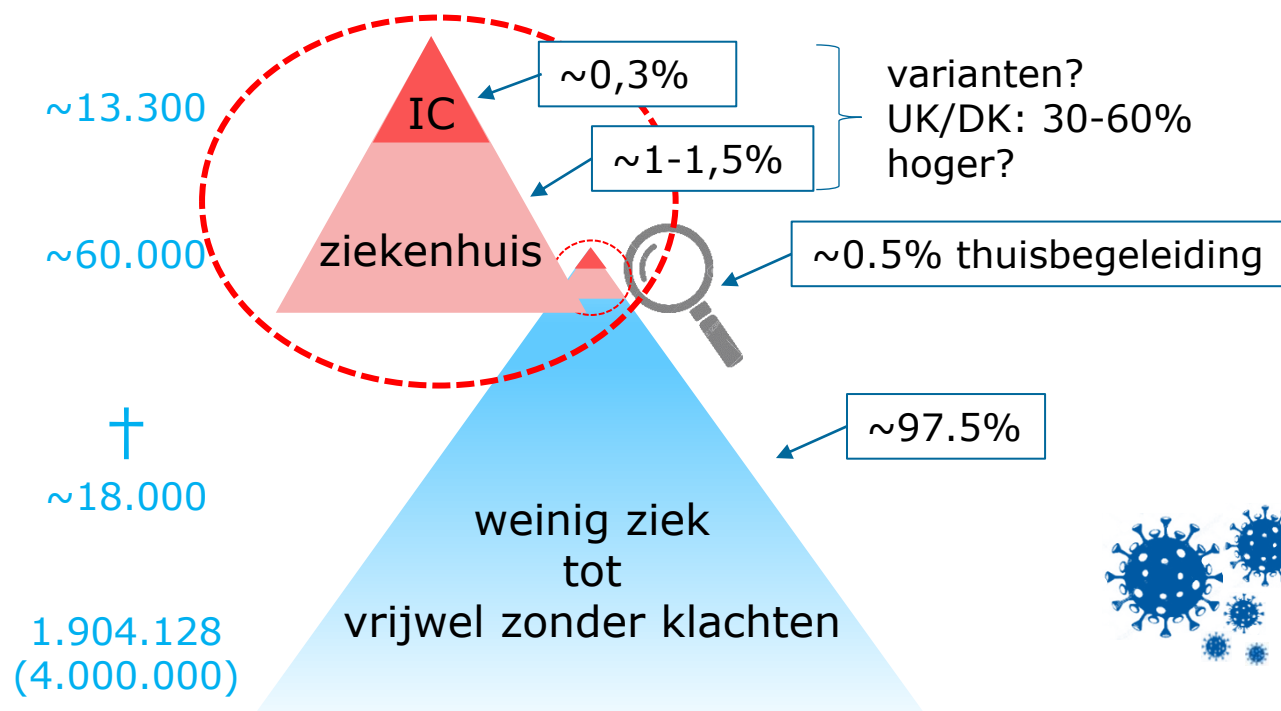 ~13.300
IC
~0,3%
~1-1,5%
varianten?
UK/DK: 30-60%
hoger?
~60.000
ziekenhuis
~0.5% thuisbegeleiding
†
~18.000
~97.5%
weinig ziek
tot
vrijwel zonder klachten
1.904.128
(4.000.000)